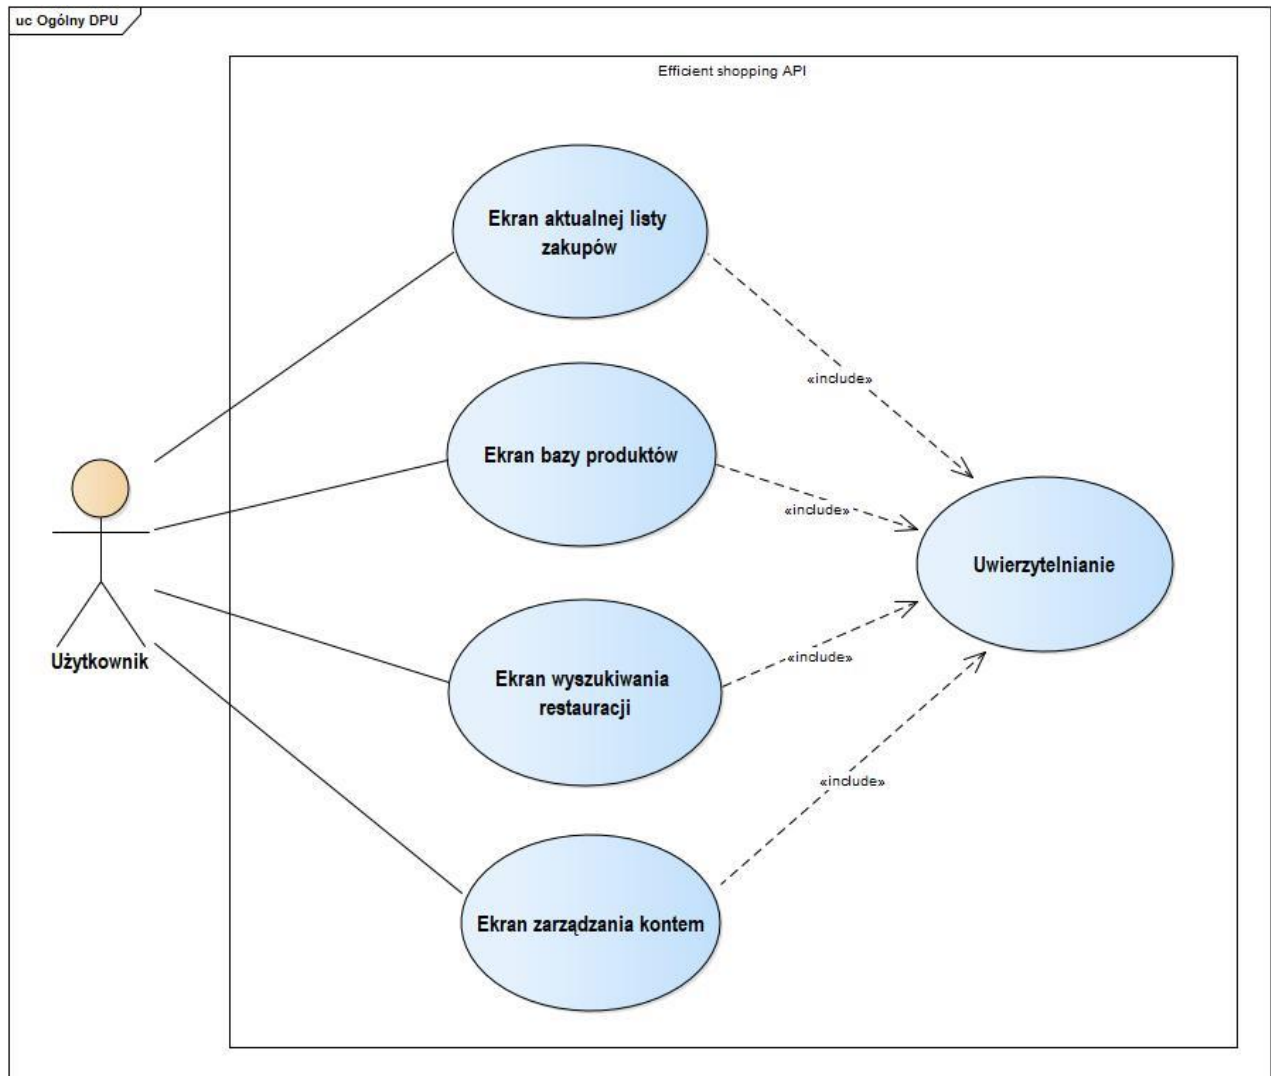 uc Ogólny DPU
Efficient shopping API
Ekran aktualnej listy
zakupów
«include»
Ekran bazy produktów
«include»
Uwierzytelnianie
Użytkownik
Ekran wyszukiwania
restauracji
«include»
«include»
Ekran zarządzania kontem